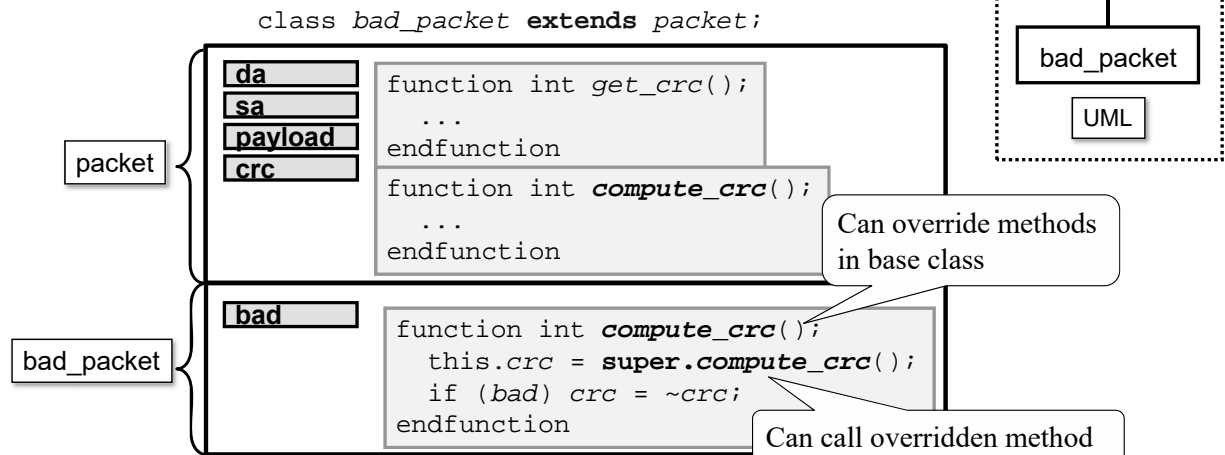 class bad_packet extends packet;
bad_packet
UML
packet
da
sa
payload
crc
function int get_crc();
...
endfunction
function int compute_crc();
...
endfunction
Can override methods
in base class
bad_packet
bad
function int compute_crc();
this.crc = super.compute_crc();
if (bad) crc = ~crc;
endfunction
Can call overridden method